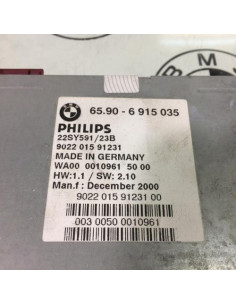 65.90 - 6 915 035
PHILIPS
22SY591/23B
9022 015 91231
MADE IN GERMANY
WA00 0010961 50 00
HW:1.1 / SW: 2.10
Man.f : December 2000
9022 015 91231 00
003 0050 0010961